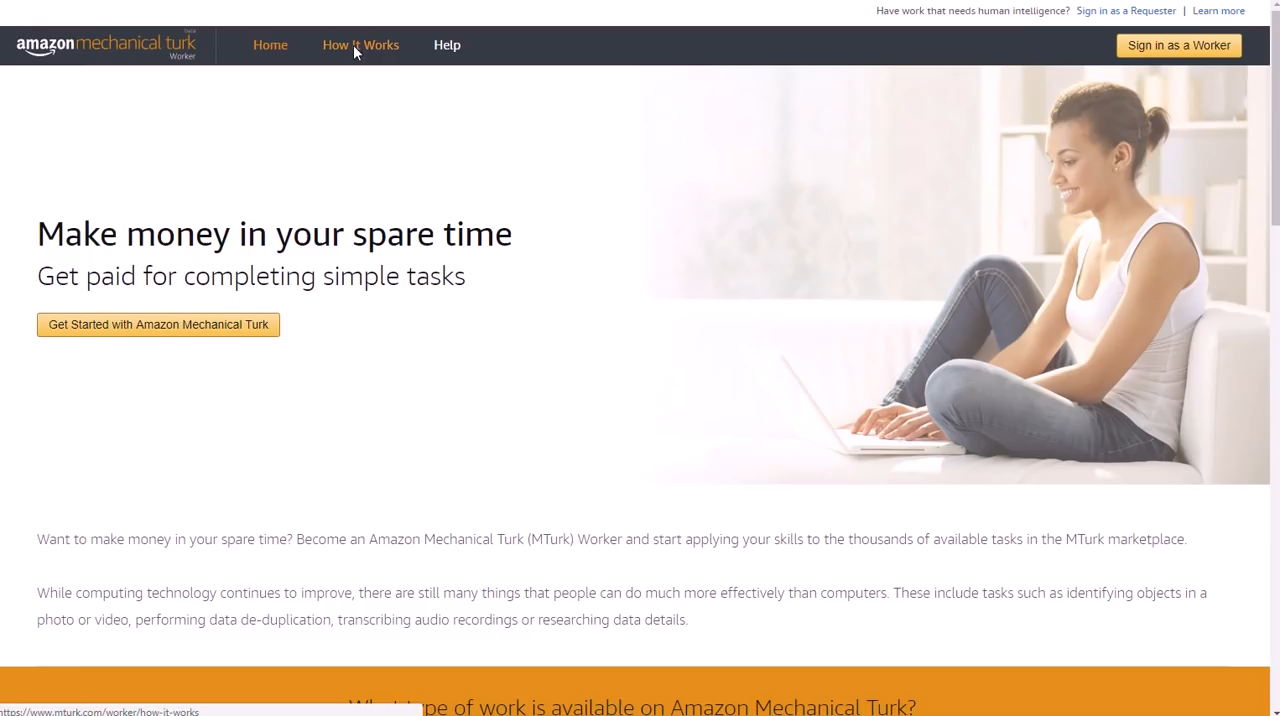 Have work that needs human intelligence? Sign in as a Requester | Learn more
amazon mechanical turk
Worker
Home
How It Works
Help
Sign in as a Worker
Make money in your spare time
Get paid for completing simple tasks
Get Started with Amazon Mechanical Turk
Want to make money in your spare time? Become an Amazon Mechanical Turk (MTurk) Worker and start applying your skills to the thousands of available tasks in the MTurk marketplace.
While computing technology continues to improve, there are still many things that people can do much more effectively than computers. These include tasks such as identifying objects in a
photo or video, performing data de-duplication, transcribing audio recordings or researching data details.
What type of work is available on Amazon Mechanical Turk?
https://www.mturk.com/worker/how-it-works